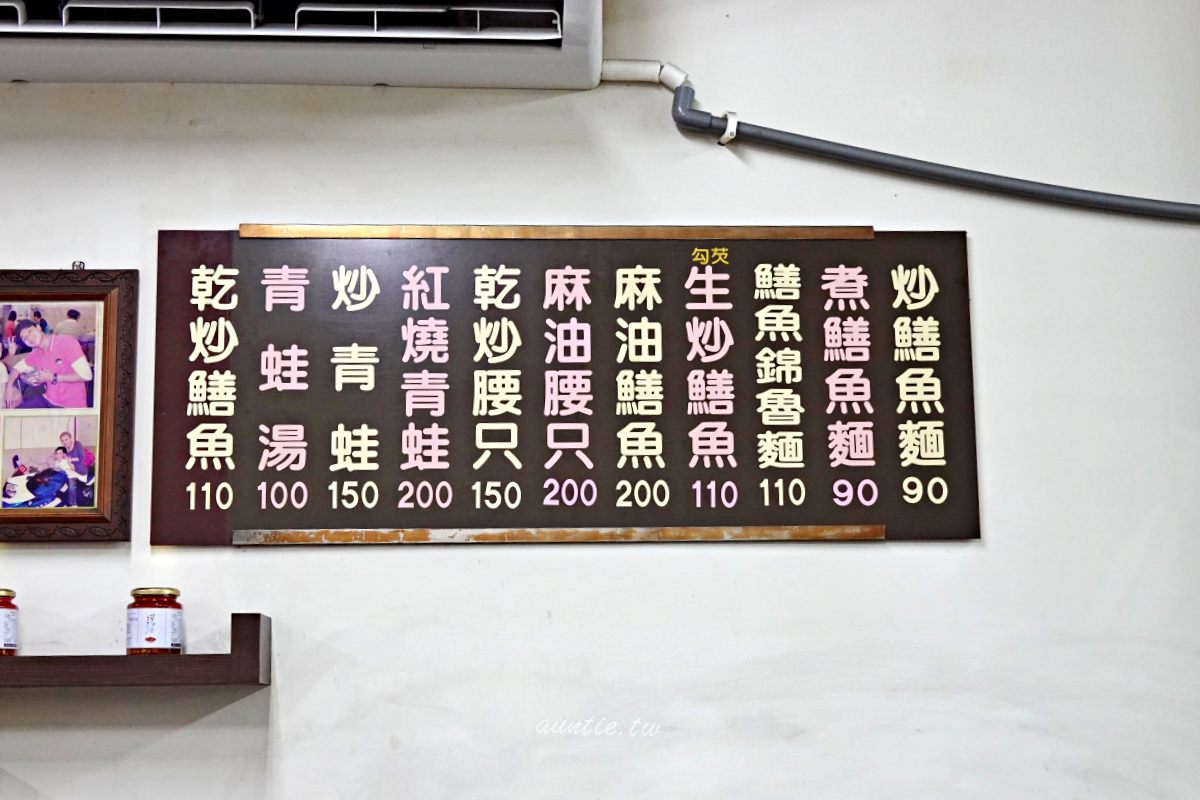 炒鱔魚麵 90
煮鱔魚麵 90
鱔魚錦魯麵 110
勾芡
生炒鱔魚 110
麻油鱔魚 200
麻油腰只 200
乾炒腰只 150
紅燒青蛙 200
炒青蛙 150
青蛙湯 100
乾炒鱔魚 110
auntie.tw